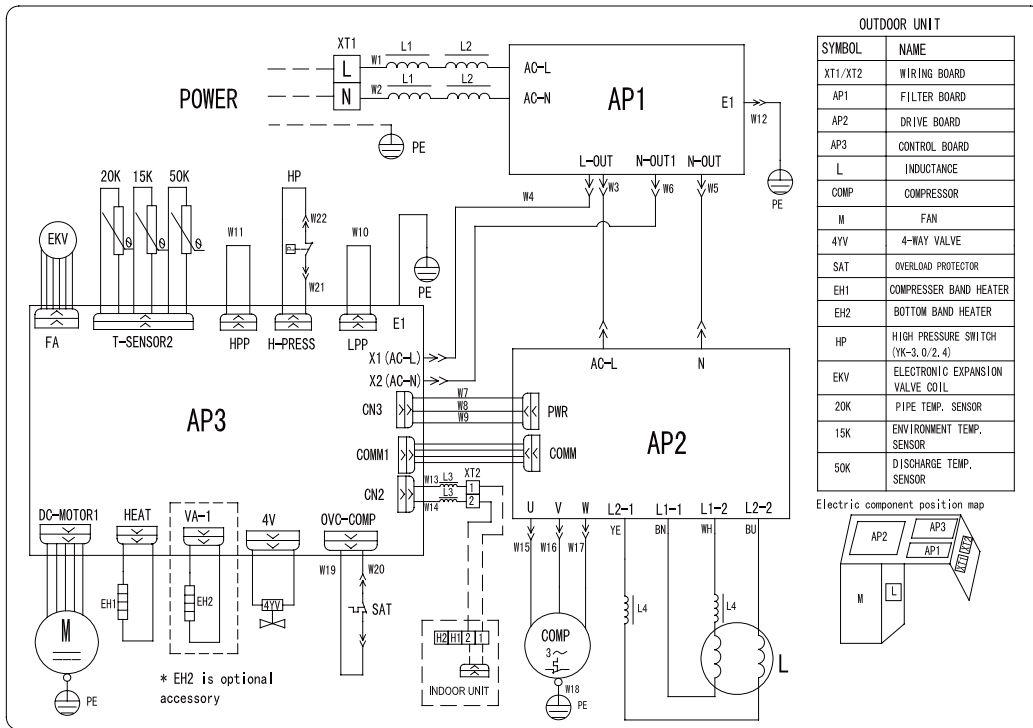 OUTDOOR UNIT
SYMBOL NAME
XT1/XT2 WIRING BOARD
AP1 FILTER BOARD
AP2 DRIVE BOARD
AP3 CONTROL BOARD
L INDUCTANCE
COMP COMPRESSOR
M FAN
4YV 4-WAY VALVE
SAT OVERLOAD PROTECTOR
EH1 COMPRESSER BAND HEATER
EH2 BOTTOM BAND HEATER
HP HIGH PRESSURE SWITCH
(YK-3.0/2.4)
EKV ELECTRONIC EXPANSION
VALVE COIL
20K PIPE TEMP. SENSOR
15K ENVIRONMENT TEMP.
SENSOR
50K DISCHARGE TEMP.
SENSOR
Electric component position map
AP2 AP3
AP1
XT1 XT2
M L
XT1
L W1 L1 L2 AC-L
N W2 L1 L2 AC-N
POWER
PE
AP1
E1
W12
PE
L-OUT N-OUT1 N-OUT
W4 W3 W6 W5
20K 15K 50K
HP
EKV
θ θ θ
W11 W22 W10
P
W21
PE
FA T-SENSOR2 HPP H-PRESS LPP E1
X1(AC-L)
X2(AC-N)
AP3
CN3 W7 PWR
W8
W9
COMM1 COMM
CN2 W13 L3 XT2
1
W14 L3 2
AC-L N
AP2
U V W L2-1 L1-1 L1-2 L2-2
W15 W16 W17 YE BN WH BU
DC-MOTOR1 HEAT VA-1 4V OVC-COMP
W19 W20
EH1 EH2 4YV SAT
M
PE
* EH2 is optional
accessory
H2 H1 2 1
INDOOR UNIT
COMP
3~
W18
PE
L4 L4
L